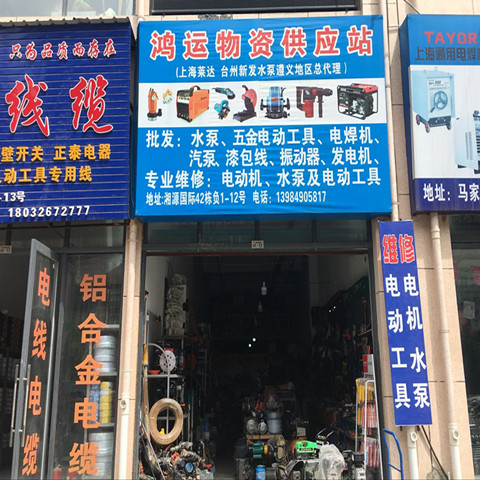 只为品质而存在
线缆
壁开关 正泰电器
动工具专用线
-13号
18032672777
电线电缆
铝合金电缆
鸿运物资供应站
(上海莱达 台州新发水泵遵义地区总代理)
批发:水泵、五金电动工具、电焊机、
汽泵、漆包线、振动器、发电机、
专业维修:电动机、水泵及电动工具
地址:湘源国际42栋负1-12号 电话:13984905817
TAYOR
上海通用电焊
地址:马家
维修
电机水泵
电动工具